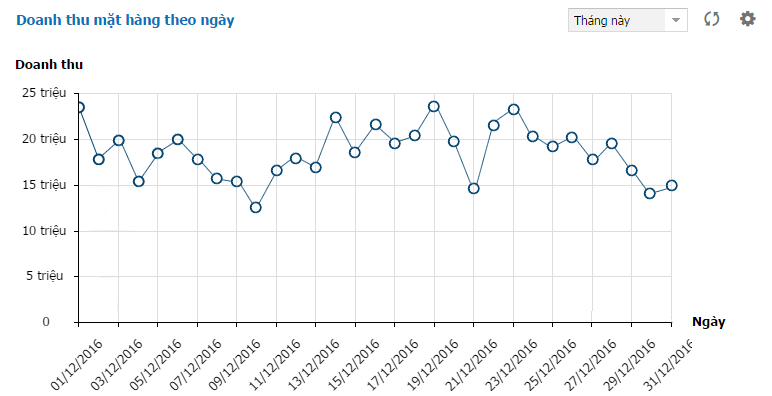 Doanh thu mặt hàng theo ngày
Tháng này
Doanh thu
25 triệu
20 triệu
15 triệu
10 triệu
5 triệu
0
Ngày
01/12/2016
03/12/2016
05/12/2016
07/12/2016
09/12/2016
11/12/2016
13/12/2016
15/12/2016
17/12/2016
19/12/2016
21/12/2016
23/12/2016
25/12/2016
27/12/2016
29/12/2016
31/12/2016